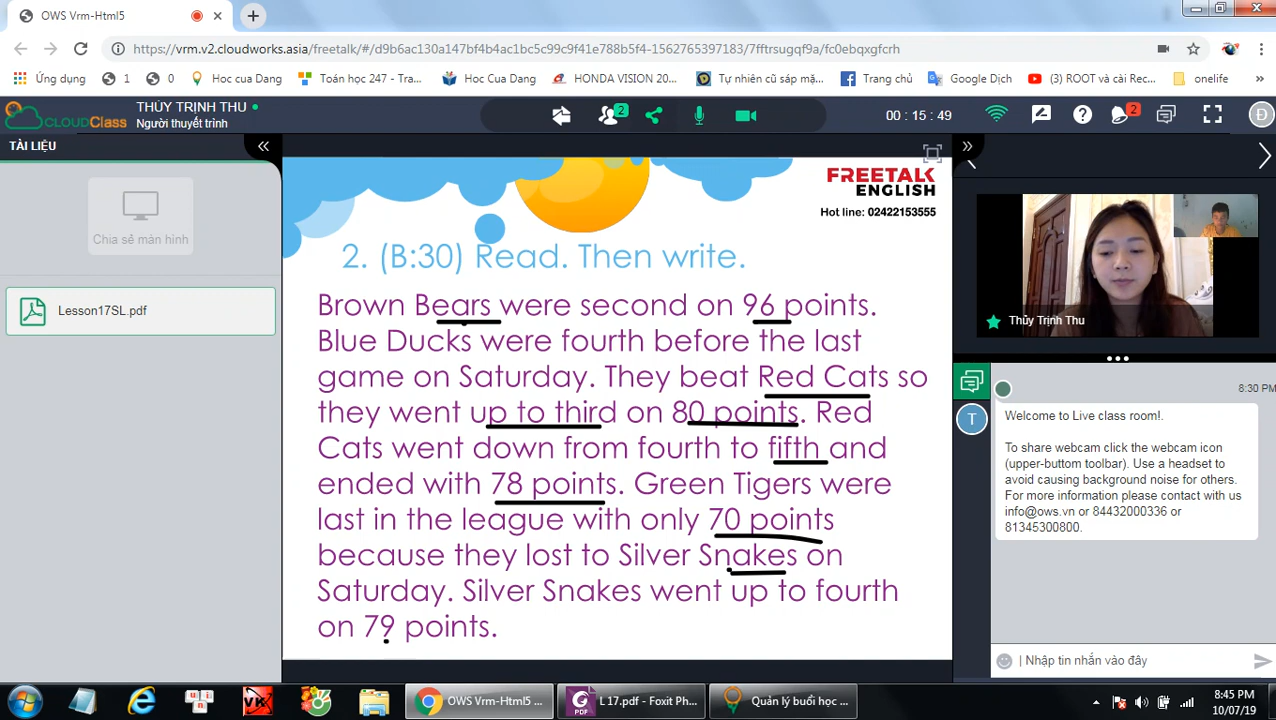 OWS Vrm-Html5
https://vrm.v2.cloudworks.asia/freetalk/#/d9b6ac130a147bf4b4ac1bc5c99c9f41e788b5f4-1562765397183/7fftrsugqf9a/fc0ebqxgfcrh
Ứng dụng 1 0 Hoc cua Dang Toán học 247 - Tra... Học Cua Dang HONDA VISION 20... Tự nhiên cũ sáp mặ... Trang chủ Google Dịch (3) ROOT và cài Rec... onelife »
CLOUDClass
THỦY TRỊNH THU
Người thuyết trình
2
00 : 15 : 49
2
Đ
TÀI LIỆU
Chia sẻ màn hình
Lesson17SL.pdf
FREETALK
ENGLISH
Hot line: 02422153555
2. (B:30) Read. Then write.
Brown Bears were second on 96 points.
Blue Ducks were fourth before the last
game on Saturday. They beat Red Cats so
they went up to third on 80 points. Red
Cats went down from fourth to fifth and
ended with 78 points. Green Tigers were
last in the league with only 70 points
because they lost to Silver Snakes on
Saturday. Silver Snakes went up to fourth
on 79 points.
Thủy Trịnh Thu
8:30 PM
T
Welcome to Live class room!.
To share webcam click the webcam icon
(upper-buttom toolbar). Use a headset to
avoid causing background noise for others.
For more information please contact with us
info@ows.vn or 84432000336 or
81345300800.
Nhập tin nhắn vào đây
OWS Vrm-Html5 ...
L 17.pdf - Foxit Ph...
Quản lý buổi học ...
8:45 PM
10/07/19